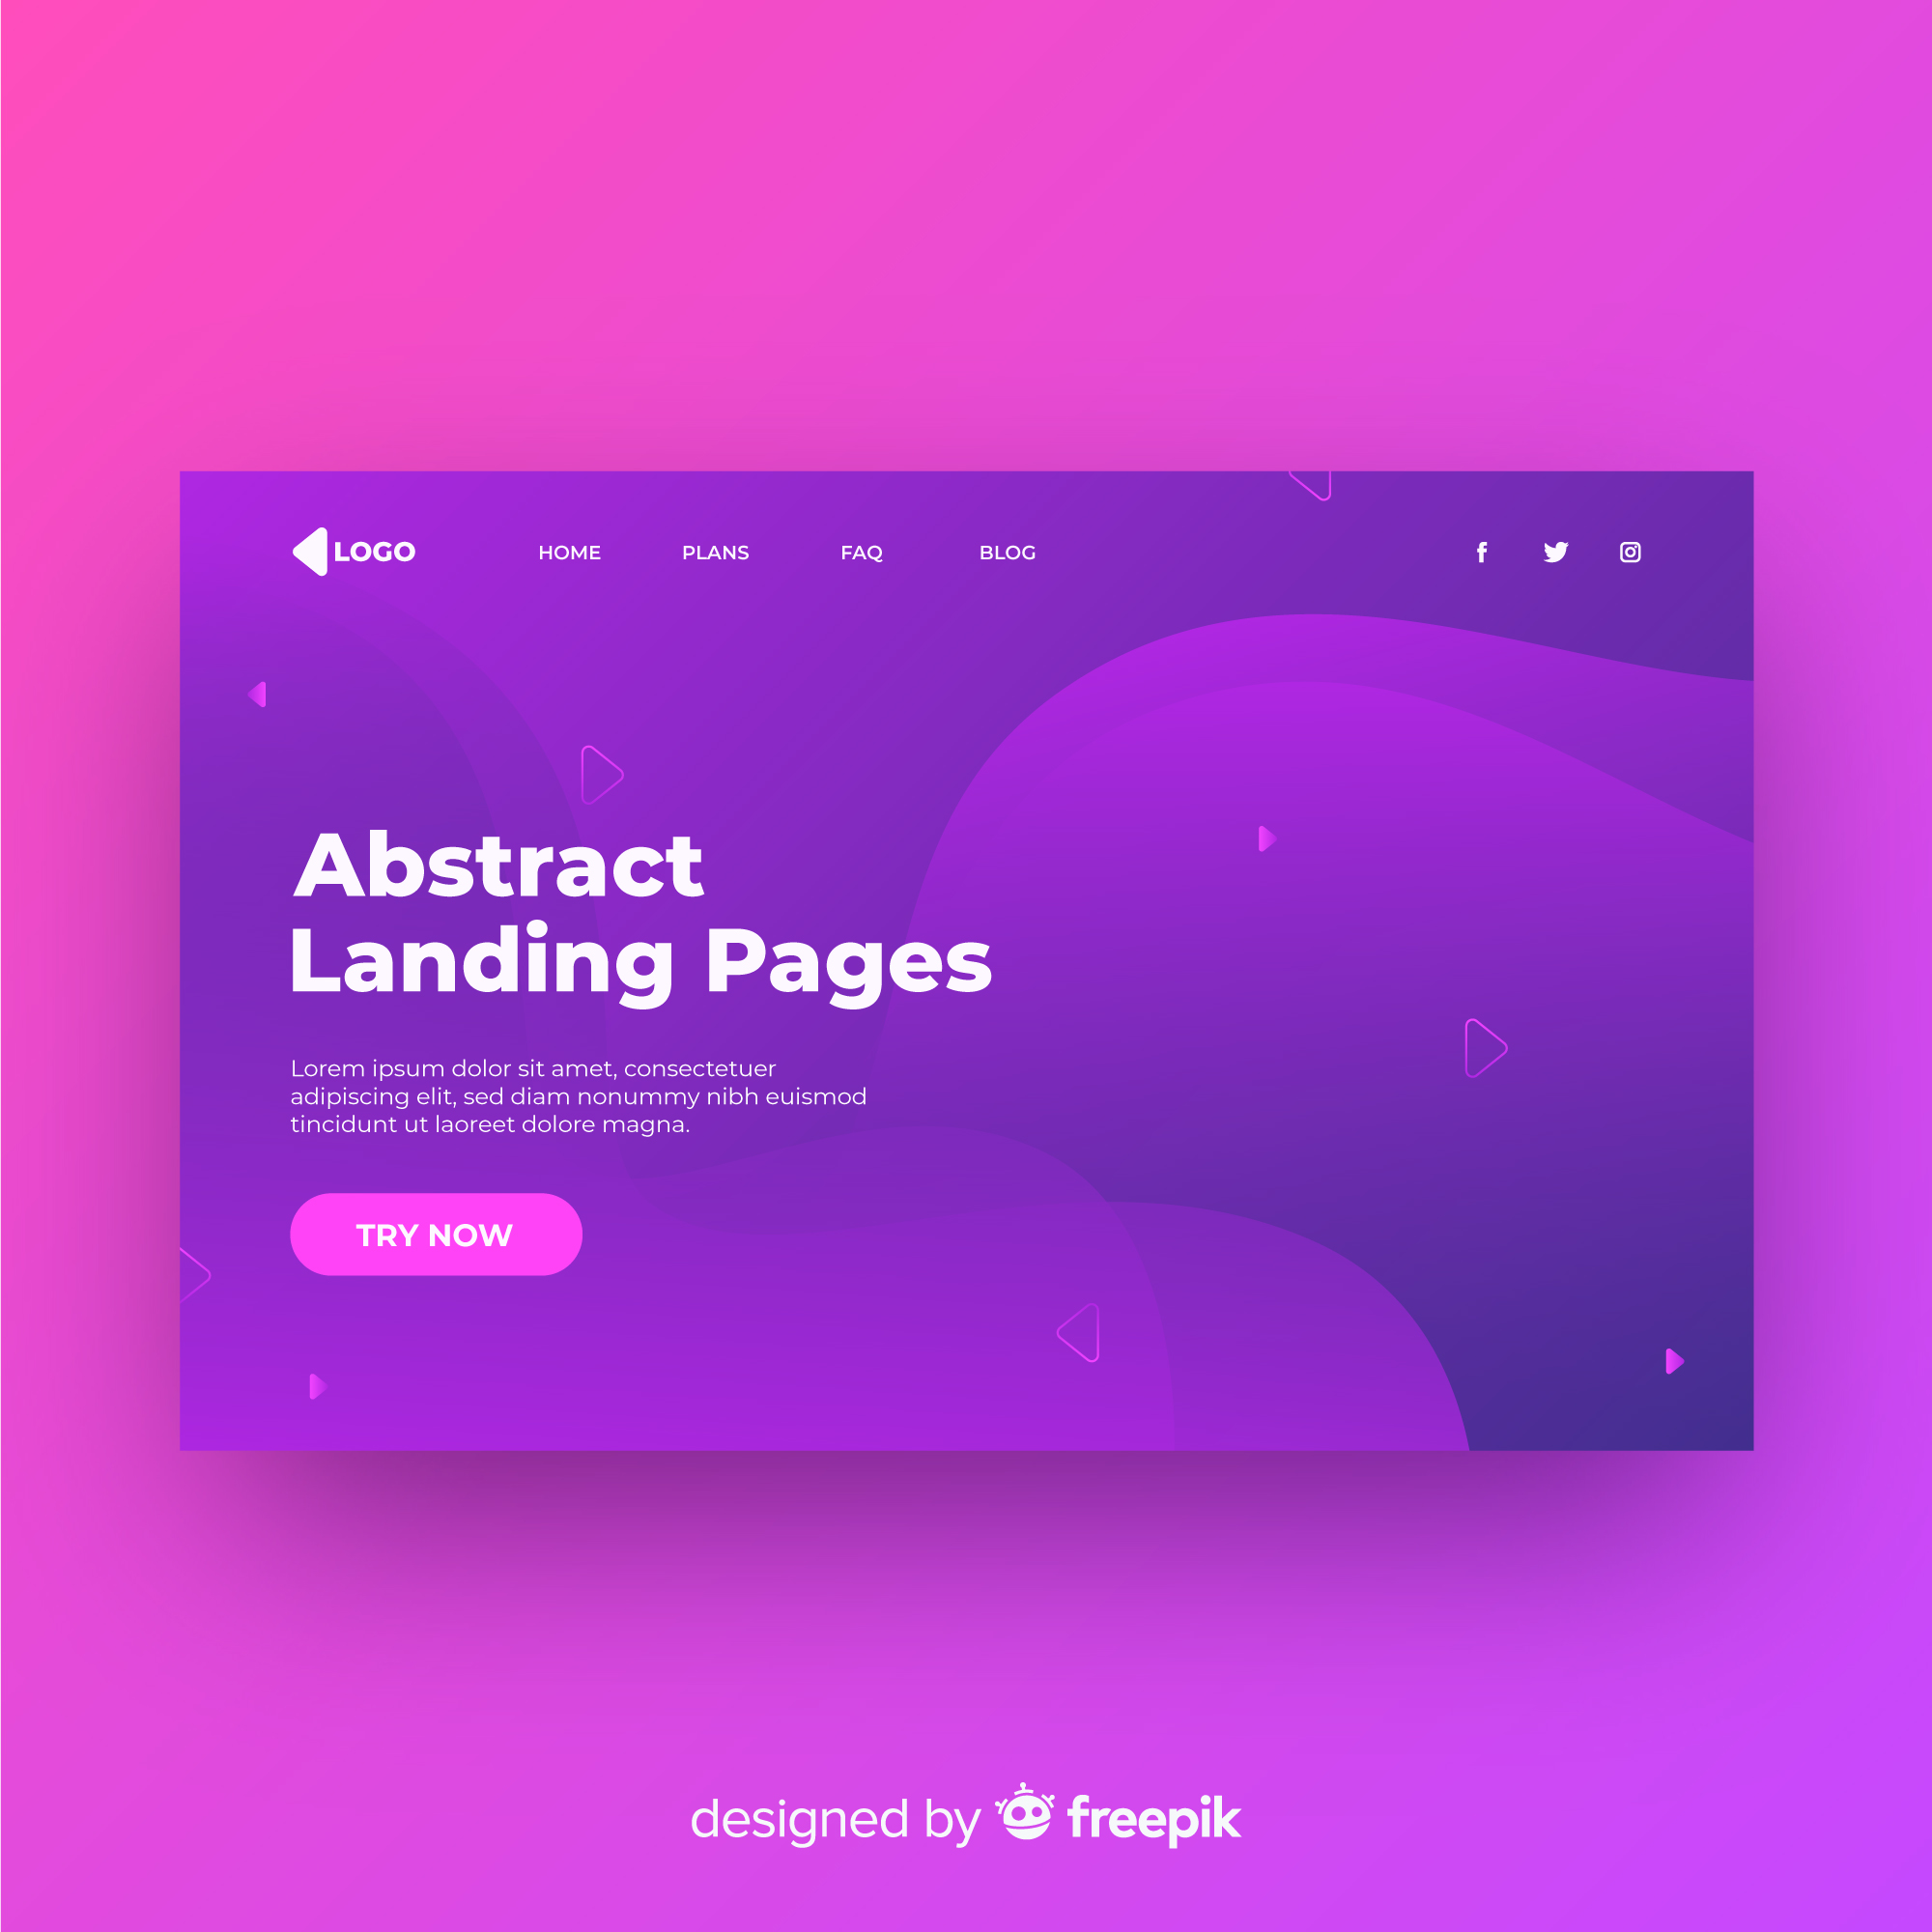 LOGO HOME PLANS FAQ BLOG
Abstract
Landing Pages
Lorem ipsum dolor sit amet, consectetuer
adipiscing elit, sed diam nonummy nibh euismod
tincidunt ut laoreet dolore magna.
TRY NOW
designed by freepik